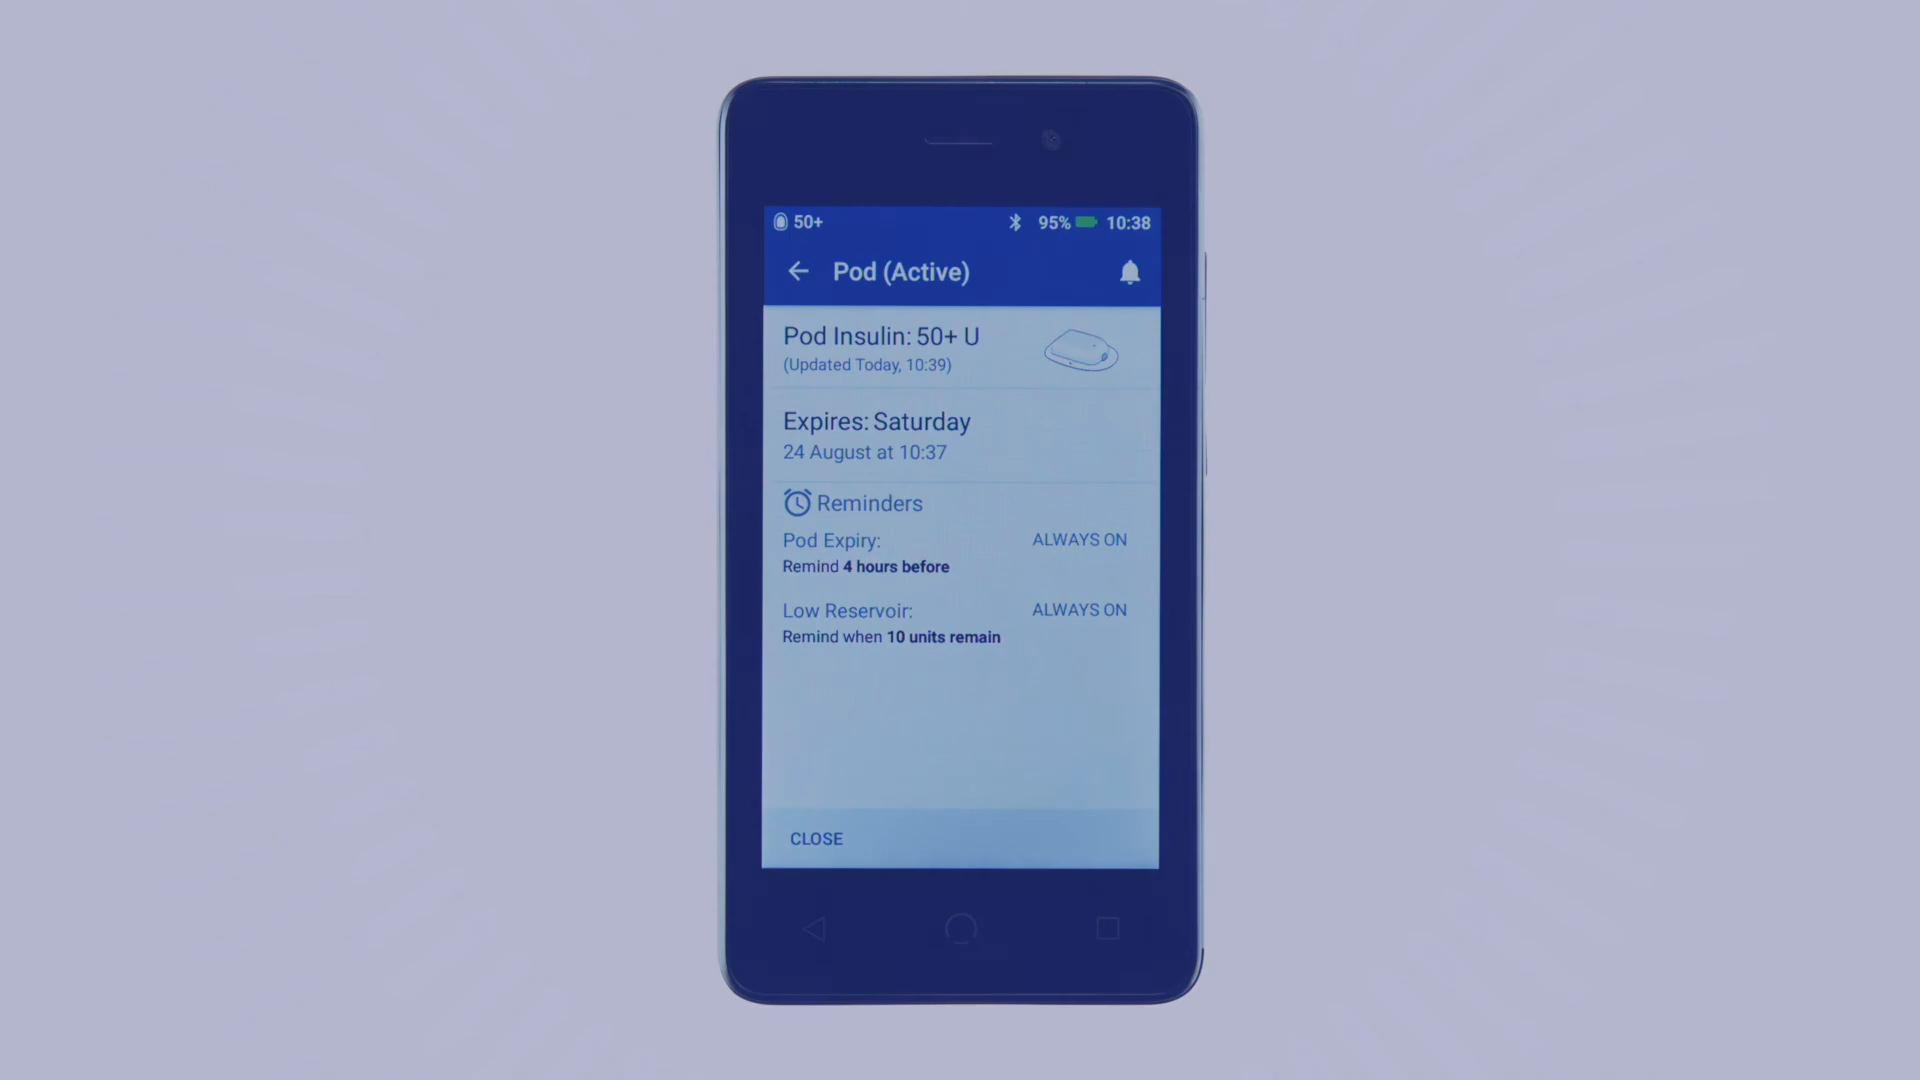 50+ 95% 10:38
Pod (Active)
Pod Insulin: 50+ U
(Updated Today, 10:39)
Expires: Saturday
24 August at 10:37
Reminders
Pod Expiry: ALWAYS ON
Remind 4 hours before
Low Reservoir: ALWAYS ON
Remind when 10 units remain
CLOSE